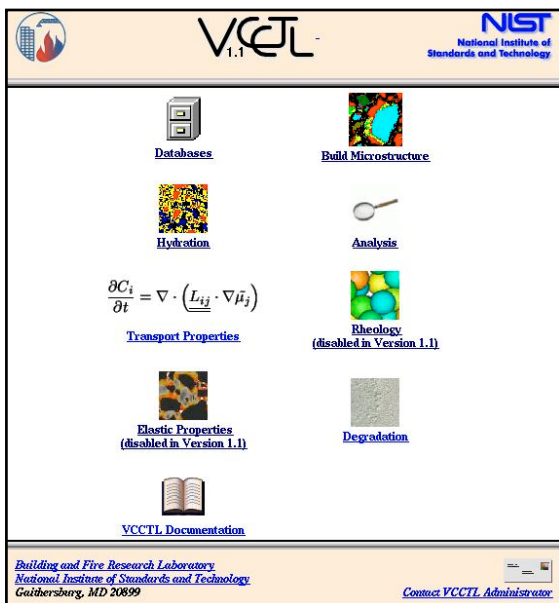 VCCTL
1.1
NIST
National Institute of
Standards and Technology
Databases
Build Microstructure
Hydration
Analysis
∂C_i/∂t = ∇ · (L_ij · ∇μ̃_j)
Transport Properties
Rheology
(disabled in Version 1.1)
Elastic Properties
(disabled in Version 1.1)
Degradation
VCCTL Documentation
Building and Fire Research Laboratory
National Institute of Standards and Technology
Gaithersburg, MD 20899
Contact VCCTL Administrator